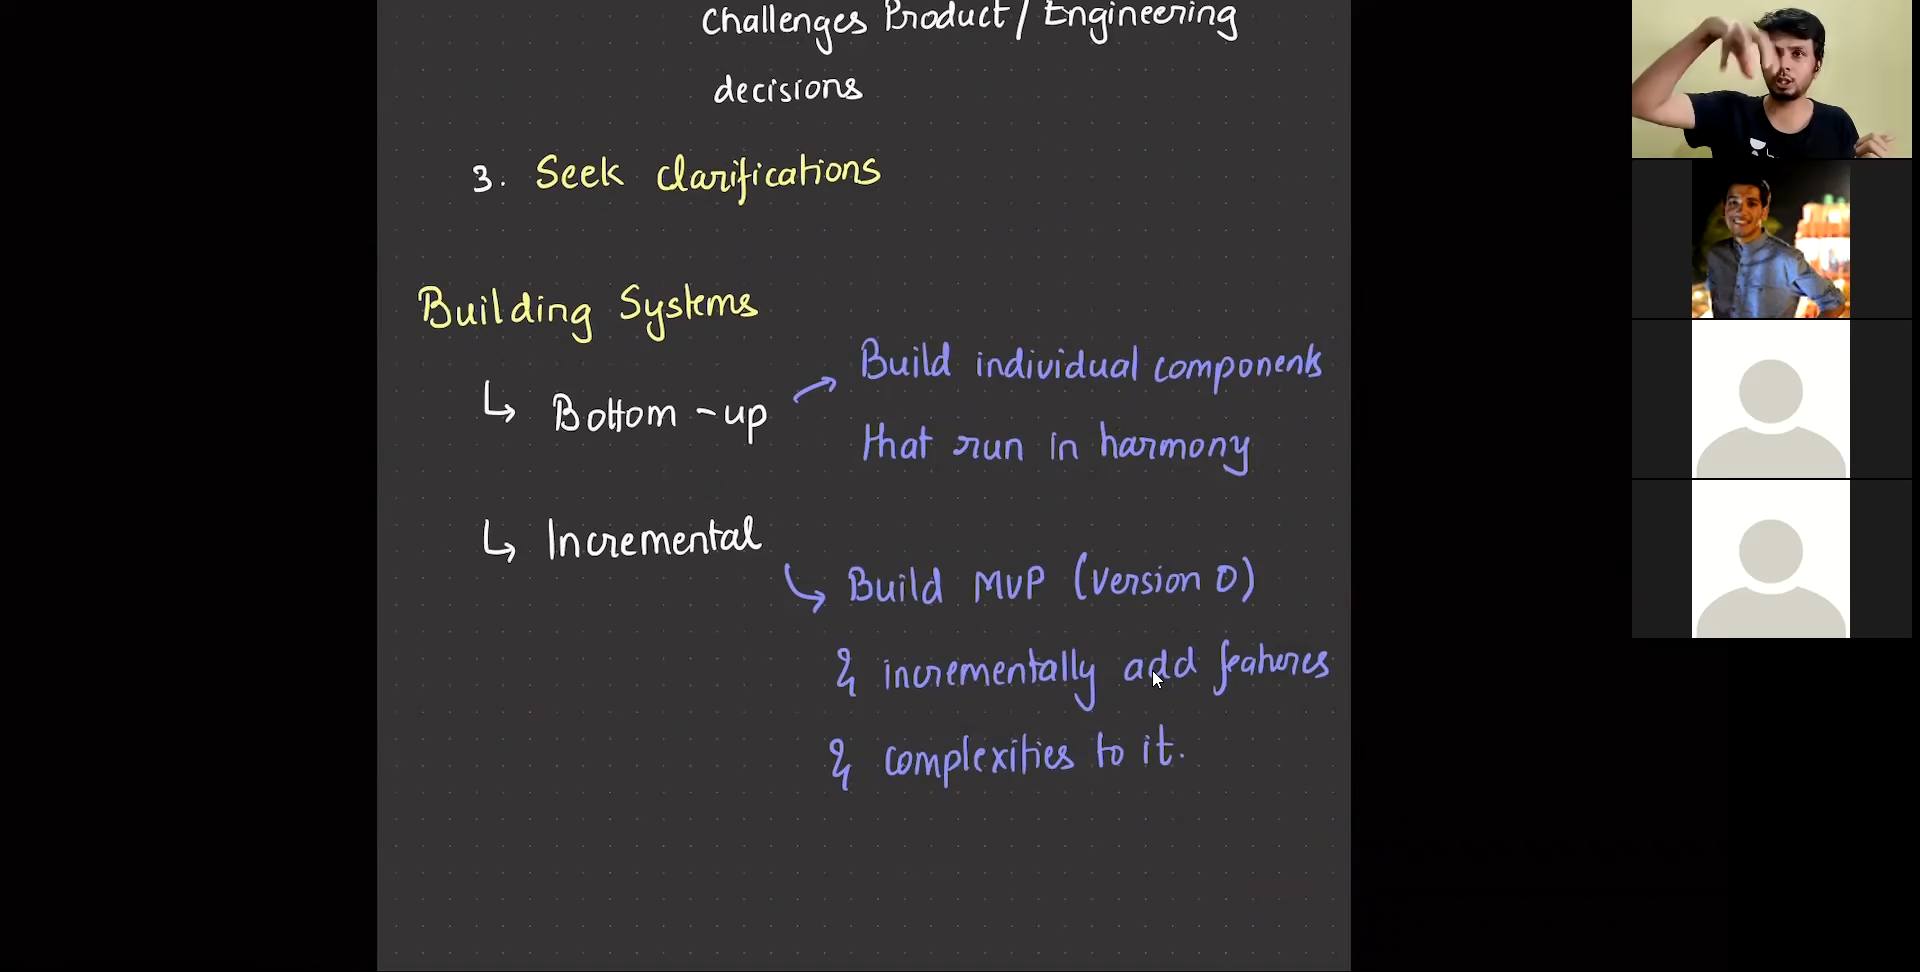 Challenges Product / Engineering
decisions
3. Seek clarifications
Building Systems
↳ Bottom-up → Build individual components
that run in harmony
↳ Incremental
↳ Build MVP (Version 0)
& incrementally add features
& complexities to it.